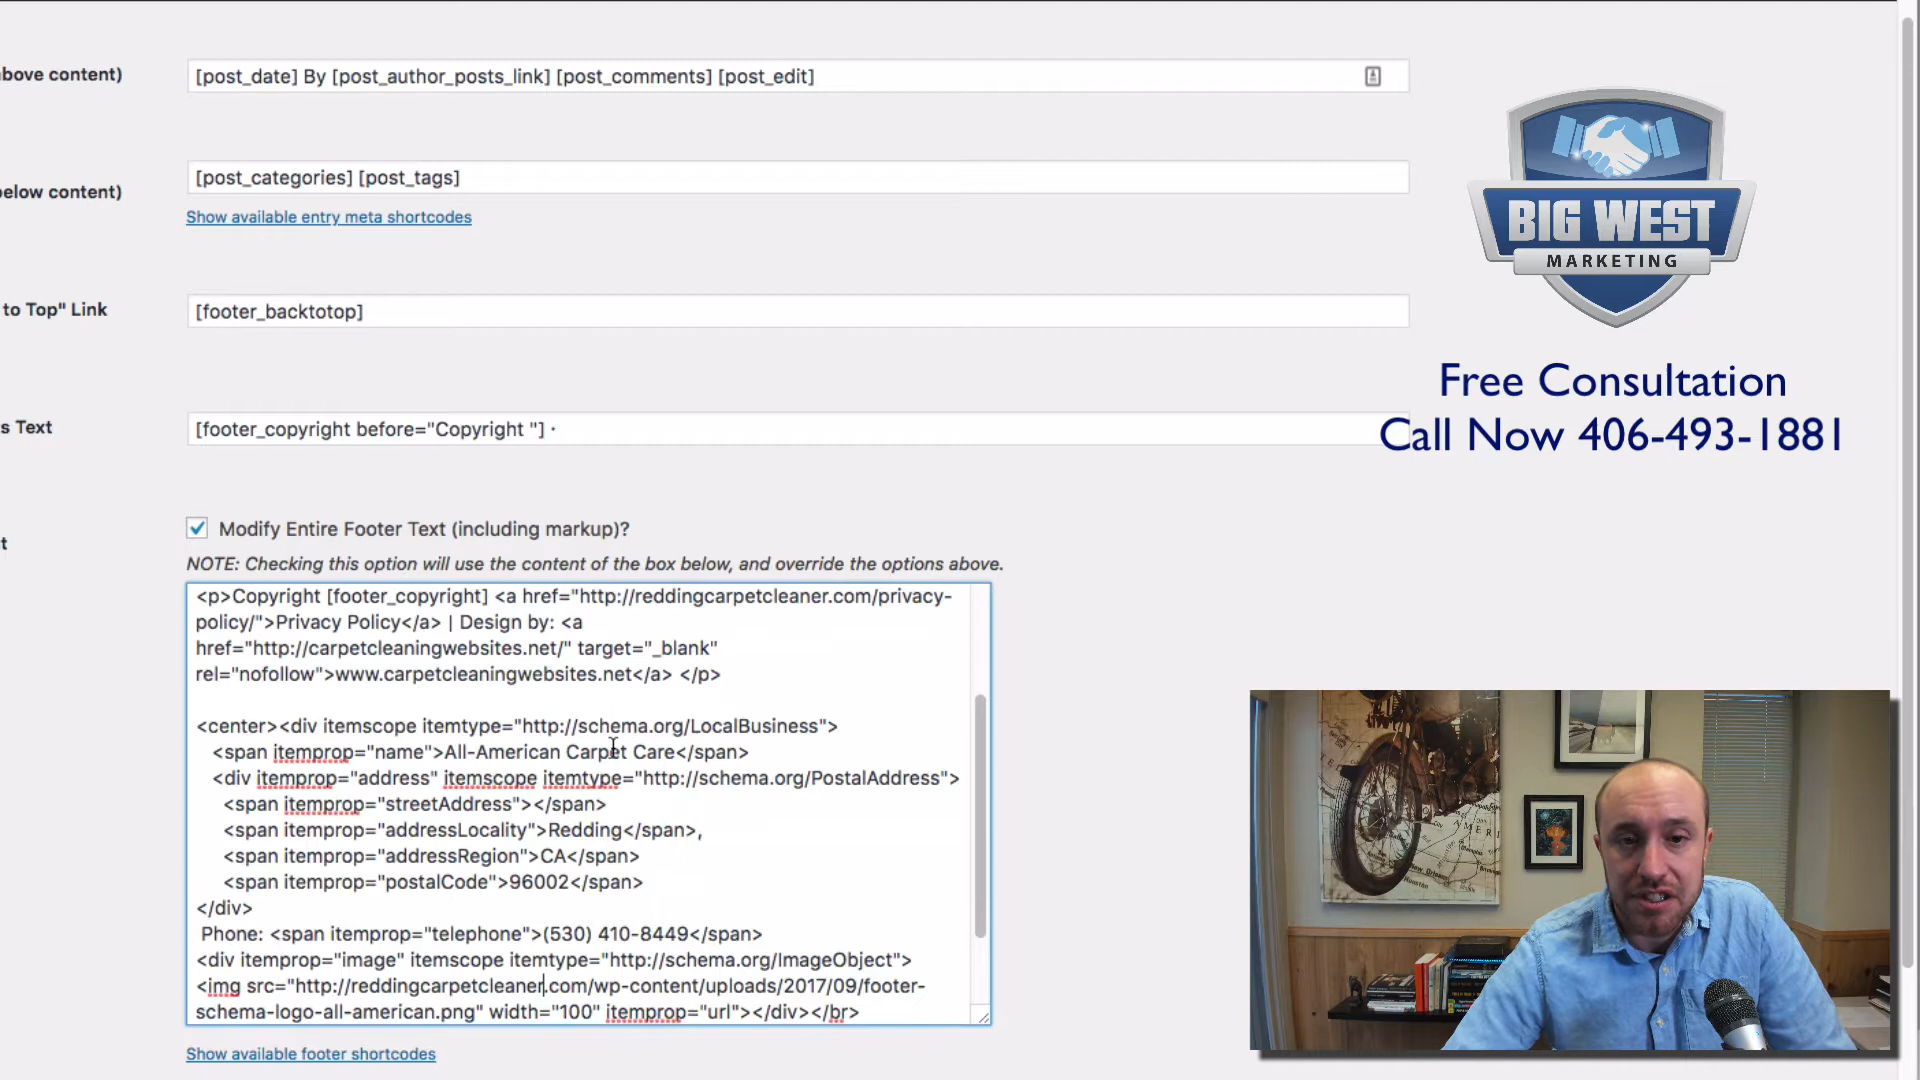 above content)
[post_date] By [post_author_posts_link] [post_comments] [post_edit]
below content)
[post_categories] [post_tags]
Show available entry meta shortcodes
to Top" Link
[footer_backtotop]
s Text
[footer_copyright before="Copyright "] ·
BIG WEST
MARKETING
Free Consultation
Call Now 406-493-1881
t
Modify Entire Footer Text (including markup)?
NOTE: Checking this option will use the content of the box below, and override the options above.
<p>Copyright [footer_copyright] <a href="http://reddingcarpetcleaner.com/privacy-
policy/">Privacy Policy</a> | Design by: <a
href="http://carpetcleaningwebsites.net/" target="_blank"
rel="nofollow">www.carpetcleaningwebsites.net</a> </p>
<center><div itemscope itemtype="http://schema.org/LocalBusiness">
<span itemprop="name">All-American Carpet Care</span>
<div itemprop="address" itemscope itemtype="http://schema.org/PostalAddress">
<span itemprop="streetAddress"></span>
<span itemprop="addressLocality">Redding</span>,
<span itemprop="addressRegion">CA</span>
<span itemprop="postalCode">96002</span>
</div>
Phone: <span itemprop="telephone">(530) 410-8449</span>
<div itemprop="image" itemscope itemtype="http://schema.org/ImageObject">
<img src="http://reddingcarpetcleaner.com/wp-content/uploads/2017/09/footer-
schema-logo-all-american.png" width="100" itemprop="url"></div></br>
Show available footer shortcodes